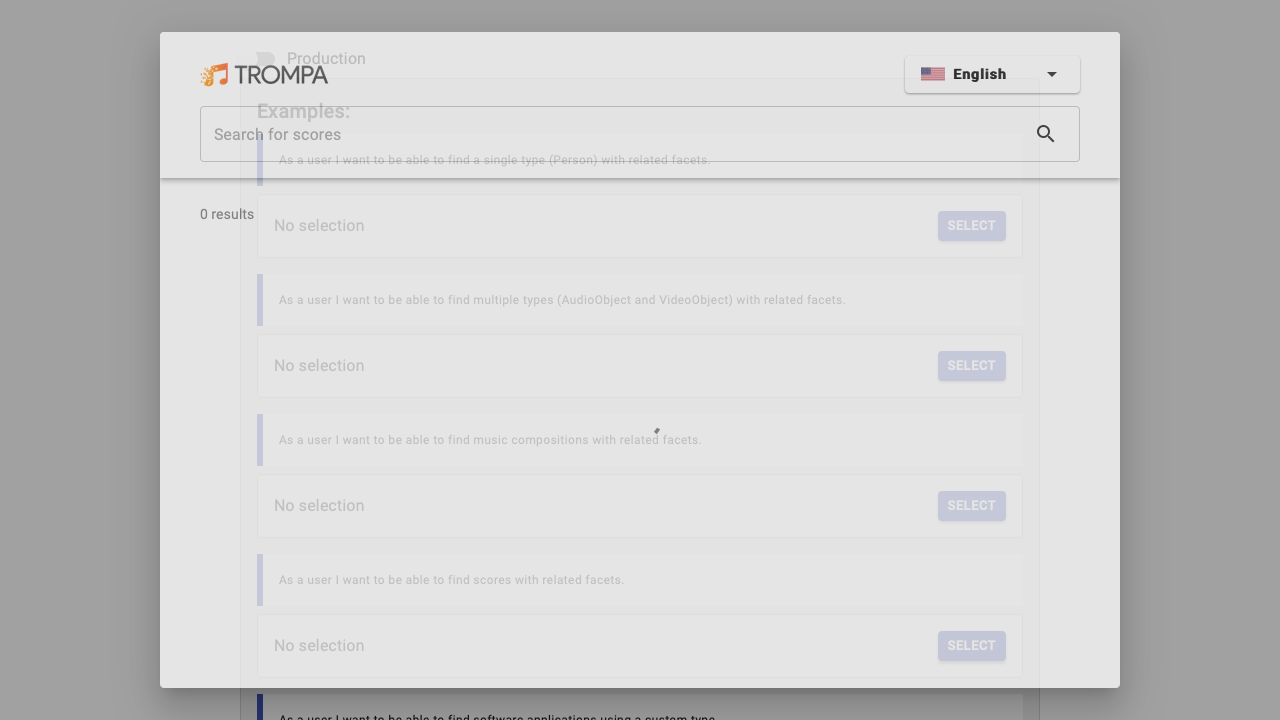 Production
TROMPA
English
Examples:
Search for scores
As a user I want to be able to find a single type (Person) with related facets.
0 results
No selection
SELECT
As a user I want to be able to find multiple types (AudioObject and VideoObject) with related facets.
No selection
SELECT
As a user I want to be able to find music compositions with related facets.
No selection
SELECT
As a user I want to be able to find scores with related facets.
No selection
SELECT
As a user I want to be able to find software applications using a custom type.